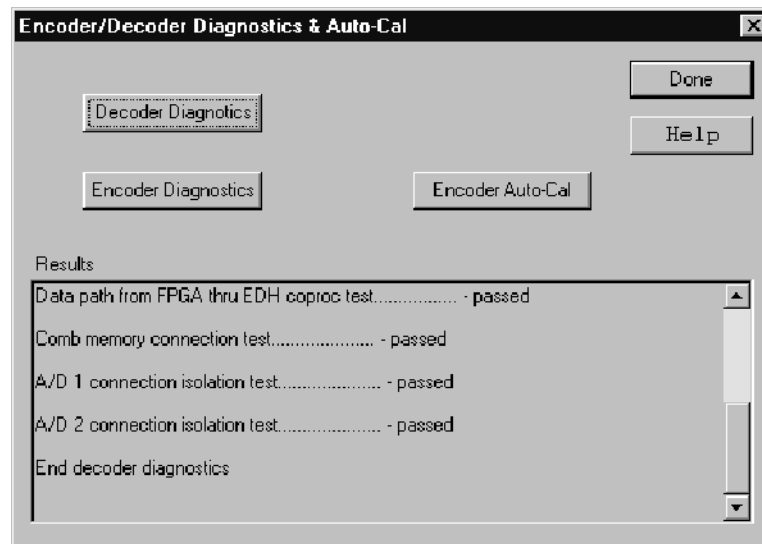 Encoder/Decoder Diagnostics & Auto-Cal
Done
Decoder Diagnotics
Help
Encoder Diagnostics
Encoder Auto-Cal
Results
Data path from FPGA thru EDH coproc test................. - passed
Comb memory connection test..................... - passed
A/D 1 connection isolation test..................... - passed
A/D 2 connection isolation test..................... - passed
End decoder diagnostics